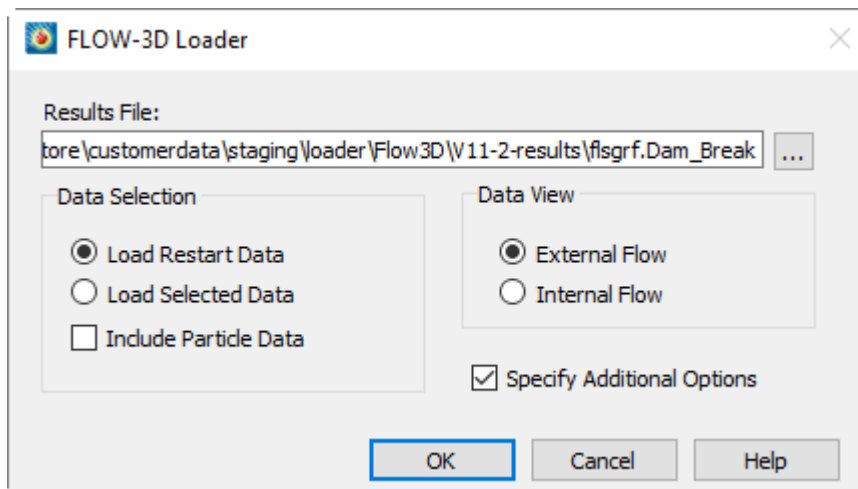 FLOW-3D Loader
Results File:
tore\customerdata\staging\loader\Flow3D\V11-2-results\flsgrf.Dam_Break ...
Data Selection
Load Restart Data
Load Selected Data
Include Particle Data
Data View
External Flow
Internal Flow
Specify Additional Options
OK Cancel Help